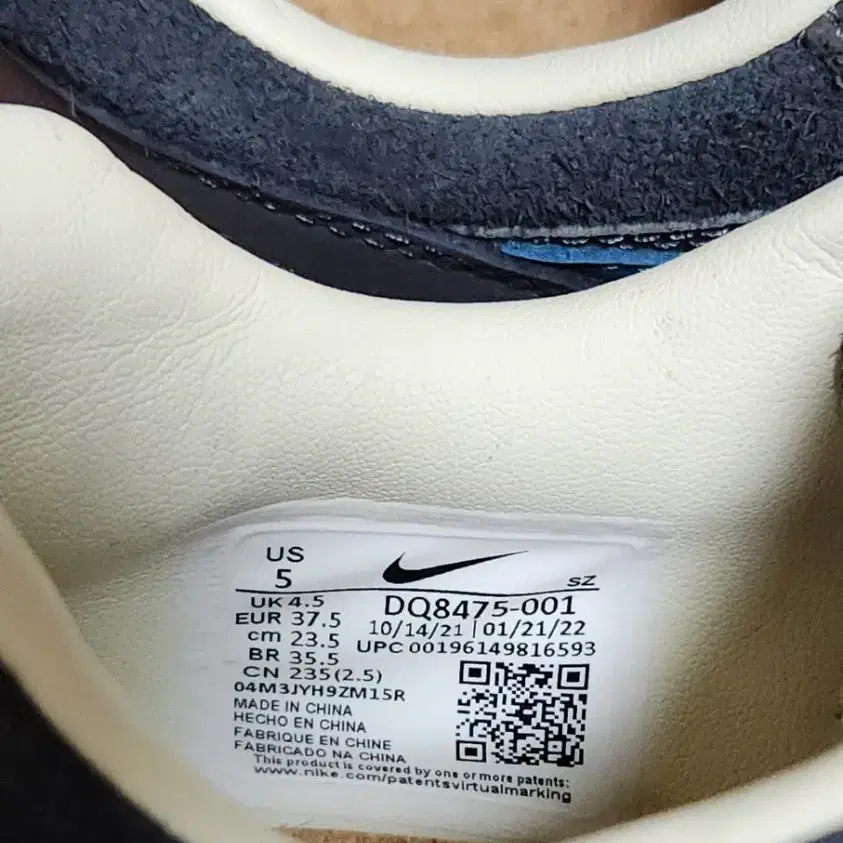 US
5
SZ
UK 4.5
EUR 37.5
cm 23.5
BR 35.5
CN 235(2.5)
04M3JYH9ZM15R
DQ8475-001
10/14/21 | 01/21/22
UPC 00196149816593
MADE IN CHINA
HECHO EN CHINA
FABRIQUE EN CHINE
FABRICADO NA CHINA
This product is covered by one or more patents:
www.nike.com/patentsvirtualmarking